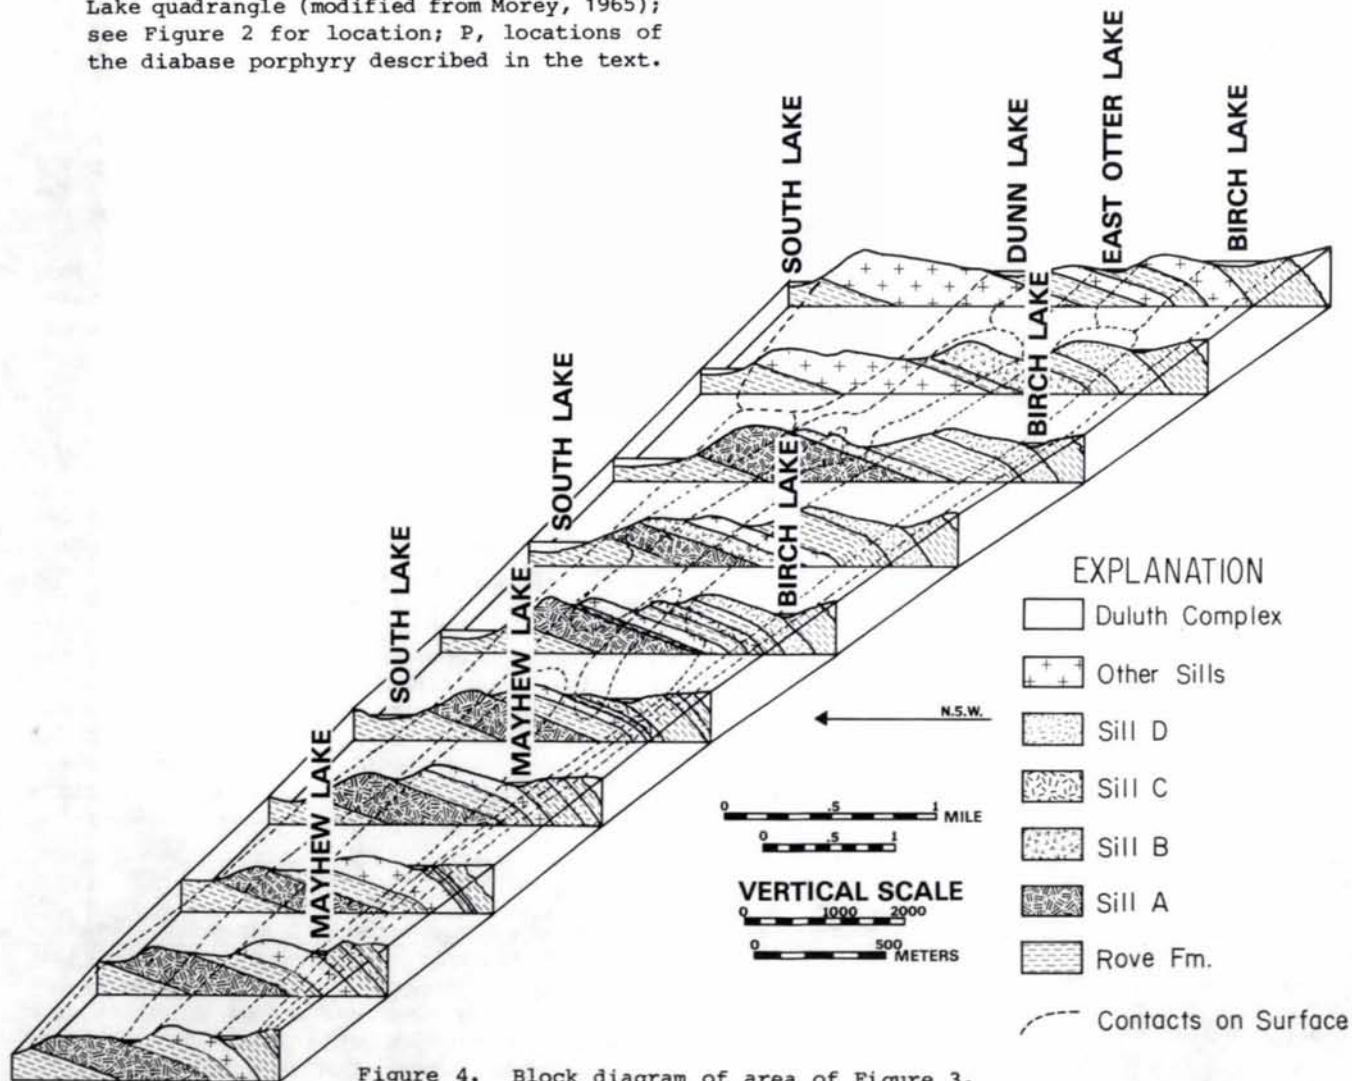 Lake quadrangle (modified from Morey, 1965);
see Figure 2 for location; P, locations of
the diabase porphyry described in the text.
SOUTH LAKE
DUNN LAKE
EAST OTTER LAKE
BIRCH LAKE
BIRCH LAKE
SOUTH LAKE
BIRCH LAKE
SOUTH LAKE
MAYHEW LAKE
MAYHEW LAKE
N.S.W.
0 .5 1 MILE
0 .5 1
VERTICAL SCALE
0 1000 2000
0 500 METERS
EXPLANATION
Duluth Complex
Other Sills
Sill D
Sill C
Sill B
Sill A
Rove Fm.
Contacts on Surface
Figure 4. Block diagram of area of Figure 3.